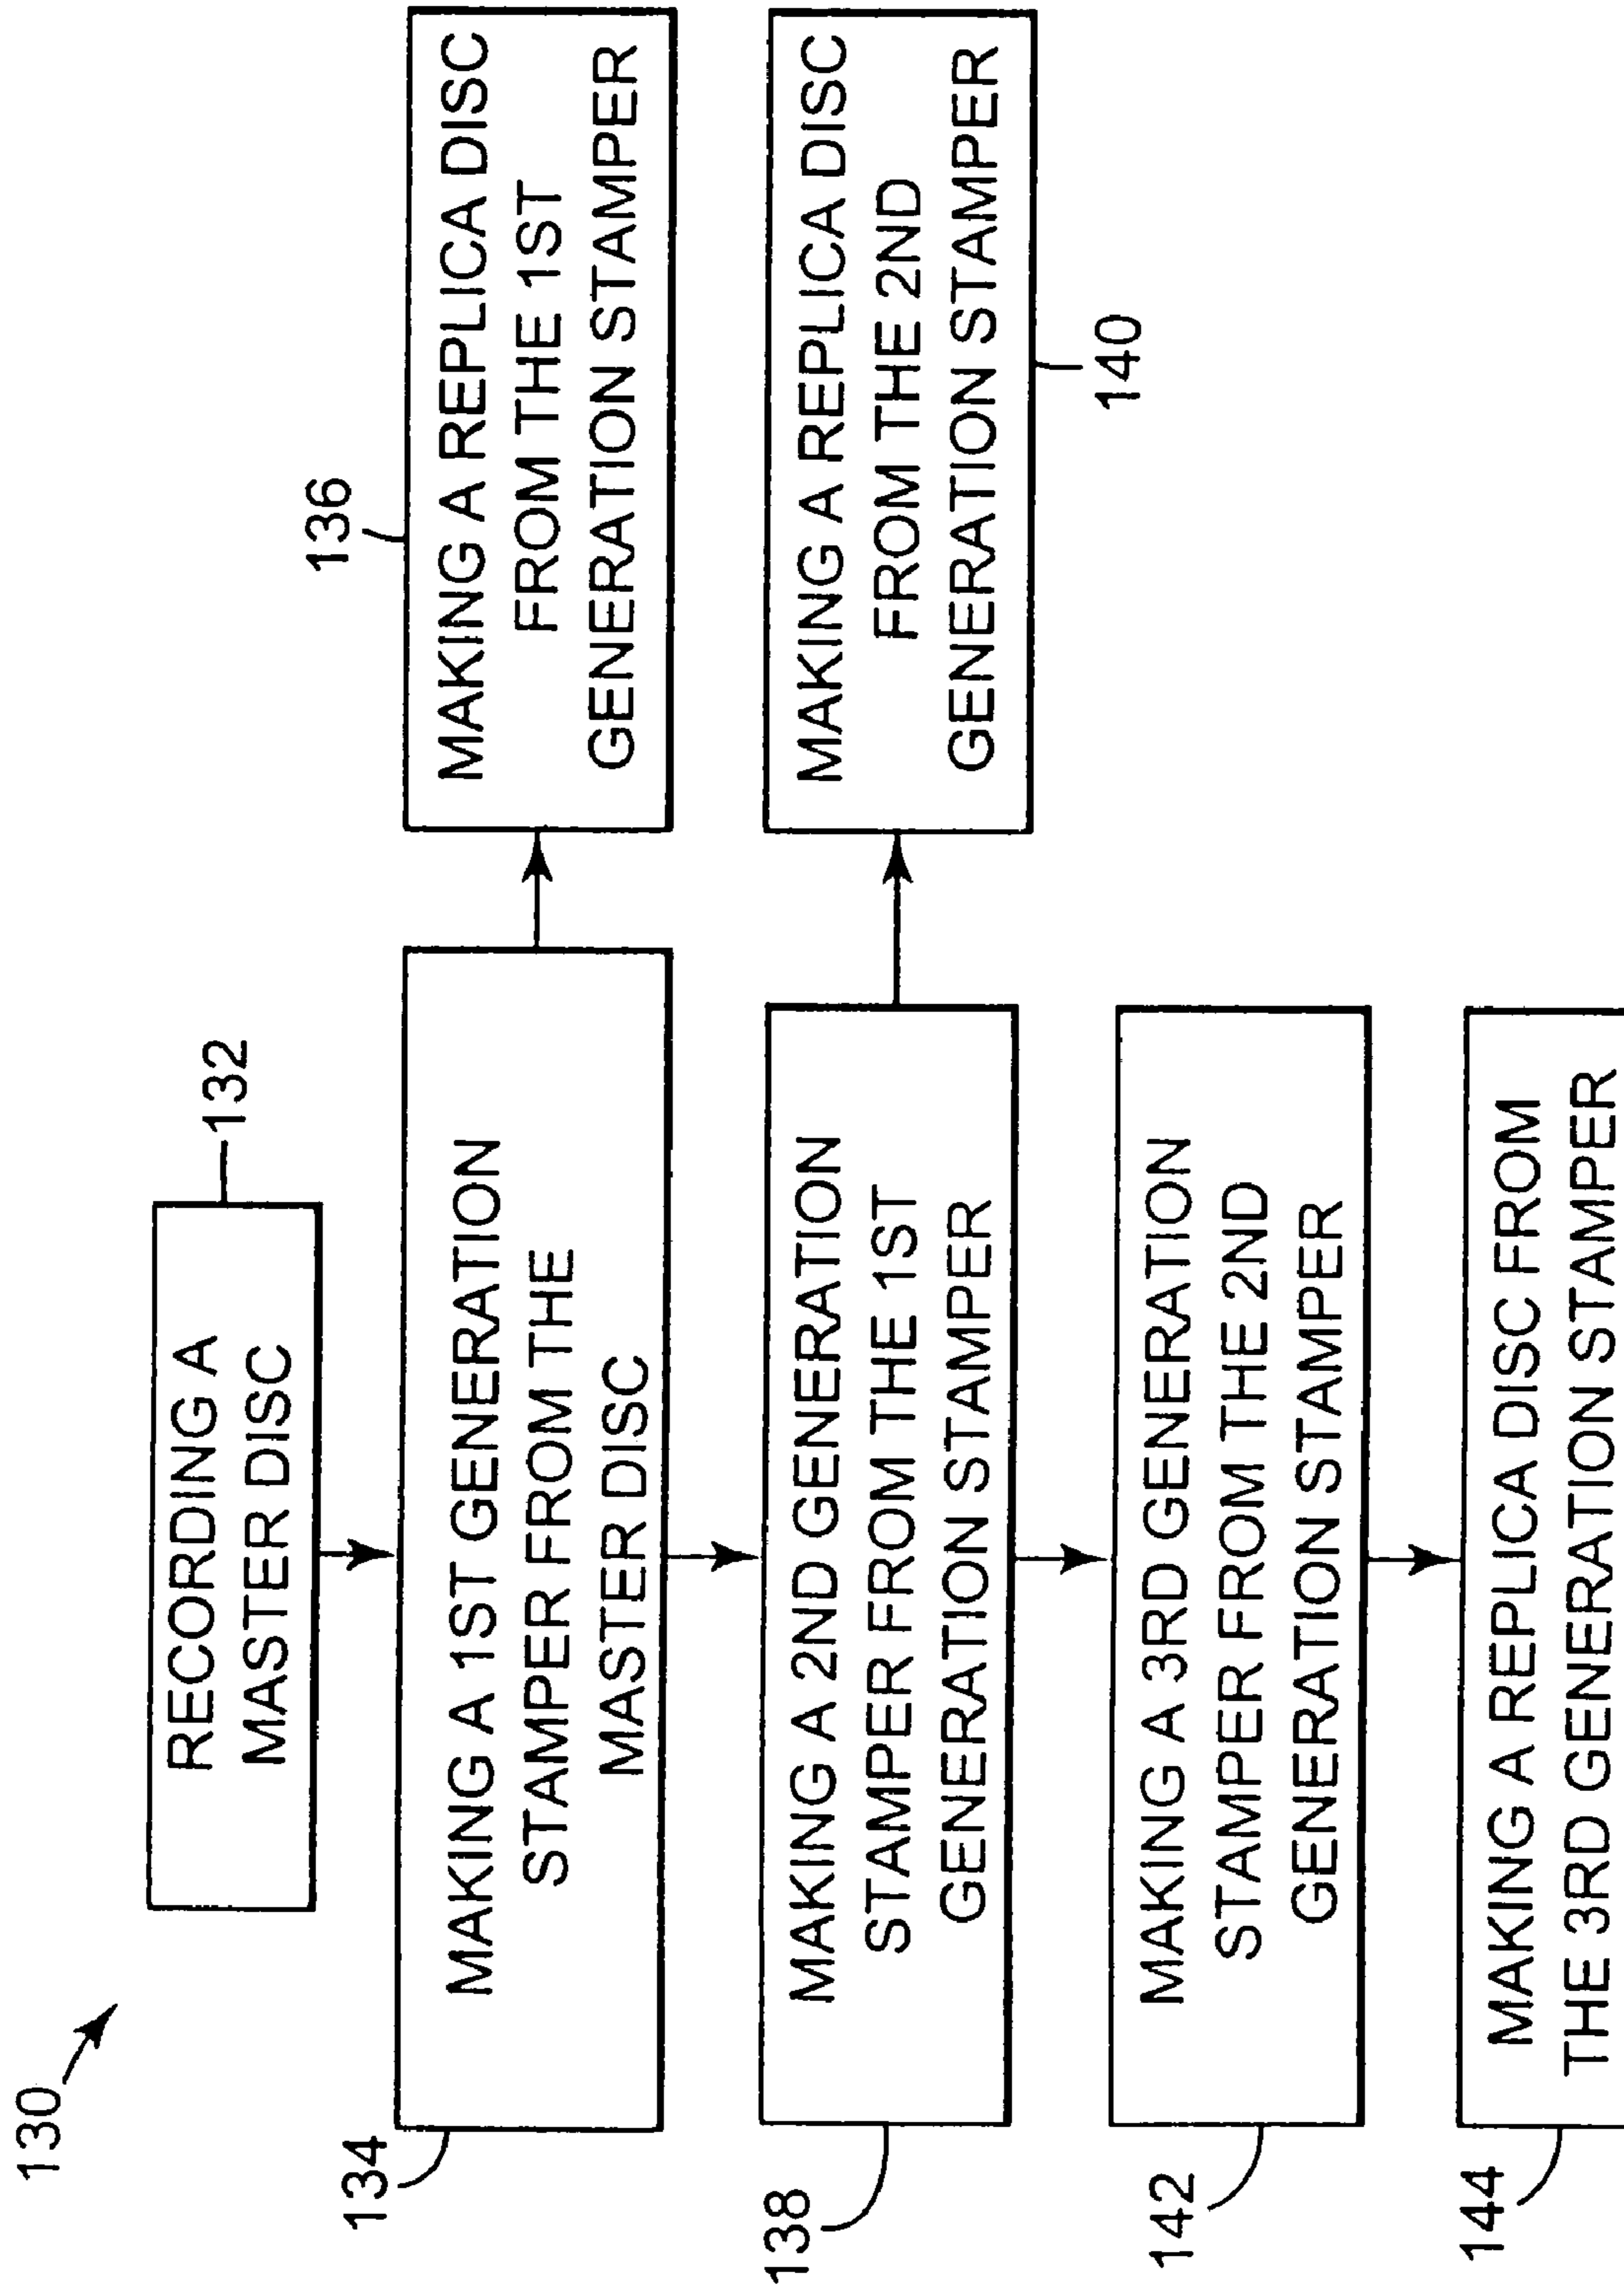 130
132
RECORDING A
MASTER DISC
134
MAKING A 1ST GENERATION
STAMPER FROM THE
MASTER DISC
136
MAKING A REPLICA DISC
FROM THE 1ST
GENERATION STAMPER
138
MAKING A 2ND GENERATION
STAMPER FROM THE 1ST
GENERATION STAMPER
MAKING A REPLICA DISC
FROM THE 2ND
GENERATION STAMPER
140
142
MAKING A 3RD GENERATION
STAMPER FROM THE 2ND
GENERATION STAMPER
144
MAKING A REPLICA DISC FROM
THE 3RD GENERATION STAMPER